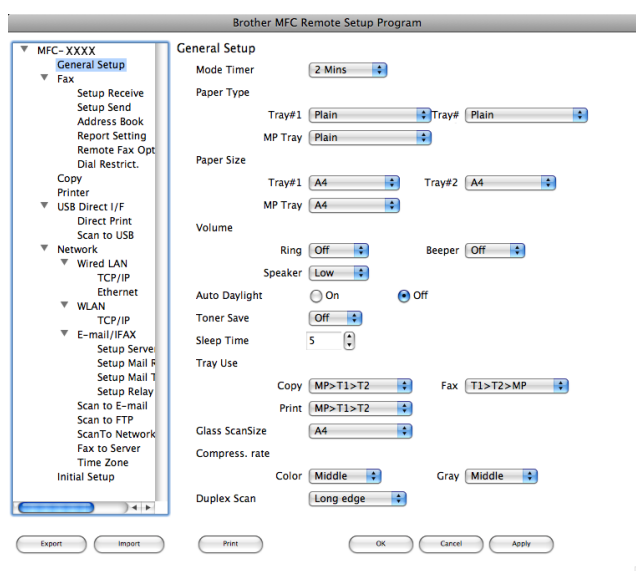 Brother MFC Remote Setup Program
MFC-XXXX
General Setup
Fax
Setup Receive
Setup Send
Address Book
Report Setting
Remote Fax Opt
Dial Restrict.
Copy
Printer
USB Direct I/F
Direct Print
Scan to USB
Network
Wired LAN
TCP/IP
Ethernet
WLAN
TCP/IP
E-mail/IFAX
Setup Server
Setup Mail R
Setup Mail T
Setup Relay
Scan to E-mail
Scan to FTP
ScanTo Network
Fax to Server
Time Zone
Initial Setup
General Setup
Mode Timer 2 Mins
Paper Type
Tray#1 Plain Tray# Plain
MP Tray Plain
Paper Size
Tray#1 A4 Tray#2 A4
MP Tray A4
Volume
Ring Off Beeper Off
Speaker Low
Auto Daylight On Off
Toner Save Off
Sleep Time 5
Tray Use
Copy MP>T1>T2 Fax T1>T2>MP
Print MP>T1>T2
Glass ScanSize A4
Compress. rate
Color Middle Gray Middle
Duplex Scan Long edge
Export Import Print OK Cancel Apply